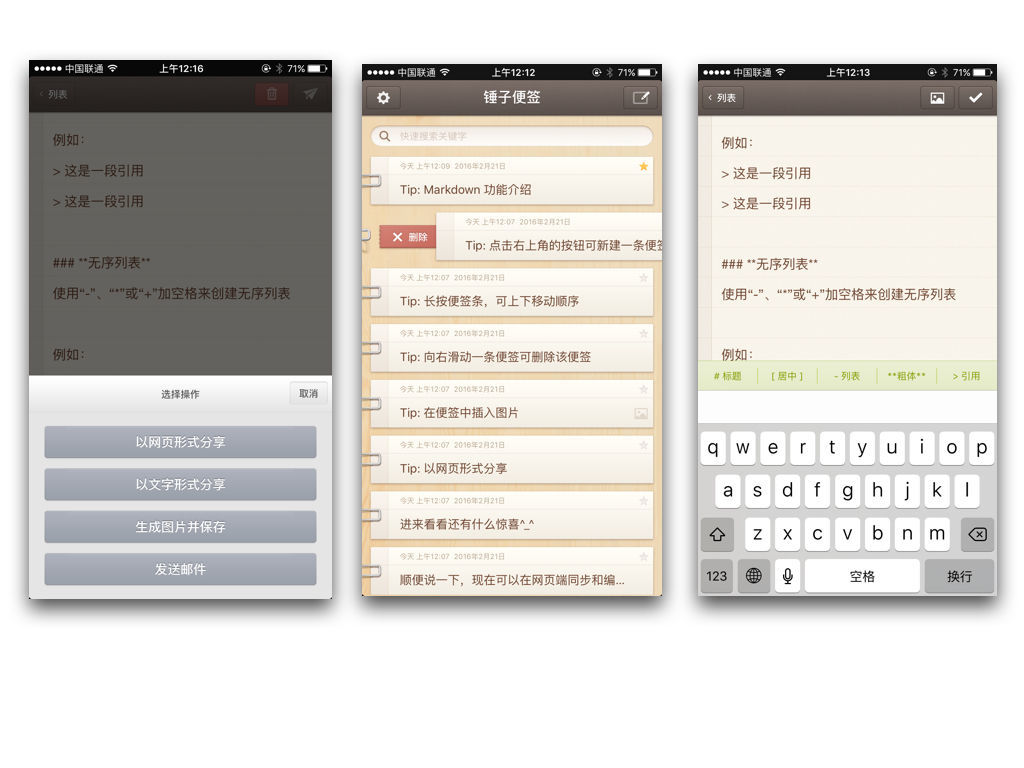 中国联通
上午12:16
71%
列表
例如：
> 这是一段引用
> 这是一段引用
### **无序列表**
使用“-”、“*”或“+”加空格来创建无序列表
例如：
选择操作
取消
以网页形式分享
以文字形式分享
生成图片并保存
发送邮件
中国联通
上午12:12
71%
锤子便签
快速搜索关键字
今天 上午12:09 2016年2月21日
Tip: Markdown 功能介绍
今天 上午12:07 2016年2月21日
删除
Tip: 点击右上角的按钮可新建一条便签
今天 上午12:07 2016年2月21日
Tip: 长按便签条，可上下移动顺序
今天 上午12:07 2016年2月21日
Tip: 向右滑动一条便签可删除该便签
今天 上午12:07 2016年2月21日
Tip: 在便签中插入图片
今天 上午12:07 2016年2月21日
Tip: 以网页形式分享
今天 上午12:07 2016年2月21日
进来看看还有什么惊喜^_^
今天 上午12:07 2016年2月21日
顺便说一下，现在可以在网页端同步和编...
中国联通
上午12:13
71%
列表
例如：
> 这是一段引用
> 这是一段引用
### **无序列表**
使用“-”、“*”或“+”加空格来创建无序列表
例如：
# 标题
[ 居中 ]
- 列表
**粗体**
> 引用
q w e r t y u i o p
a s d f g h j k l
z x c v b n m
123
空格
换行